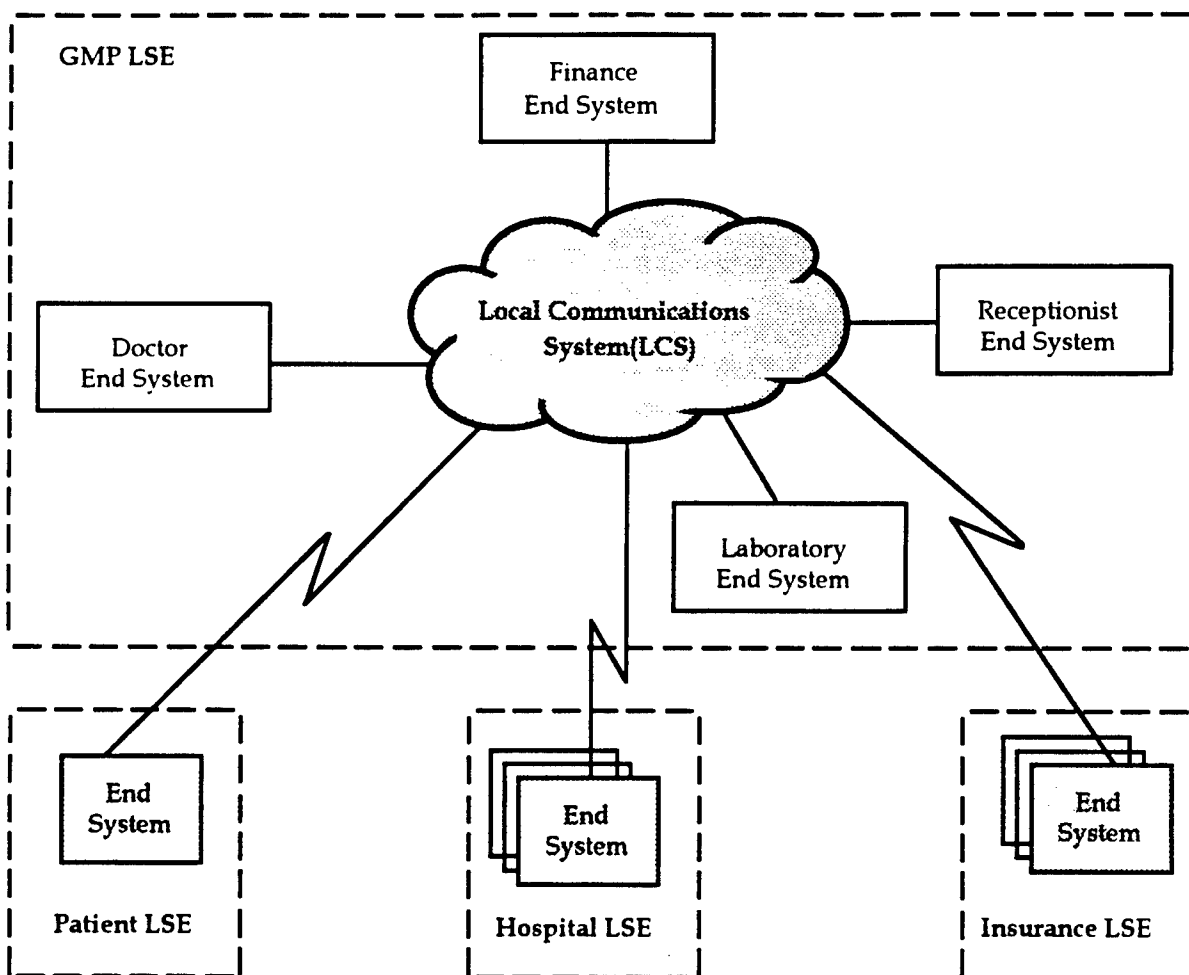 GMP LSE
Finance
End System
Local Communications
System(LCS)
Receptionist
End System
Doctor
End System
Laboratory
End System
End
System
Patient LSE
End
System
Hospital LSE
End
System
Insurance LSE